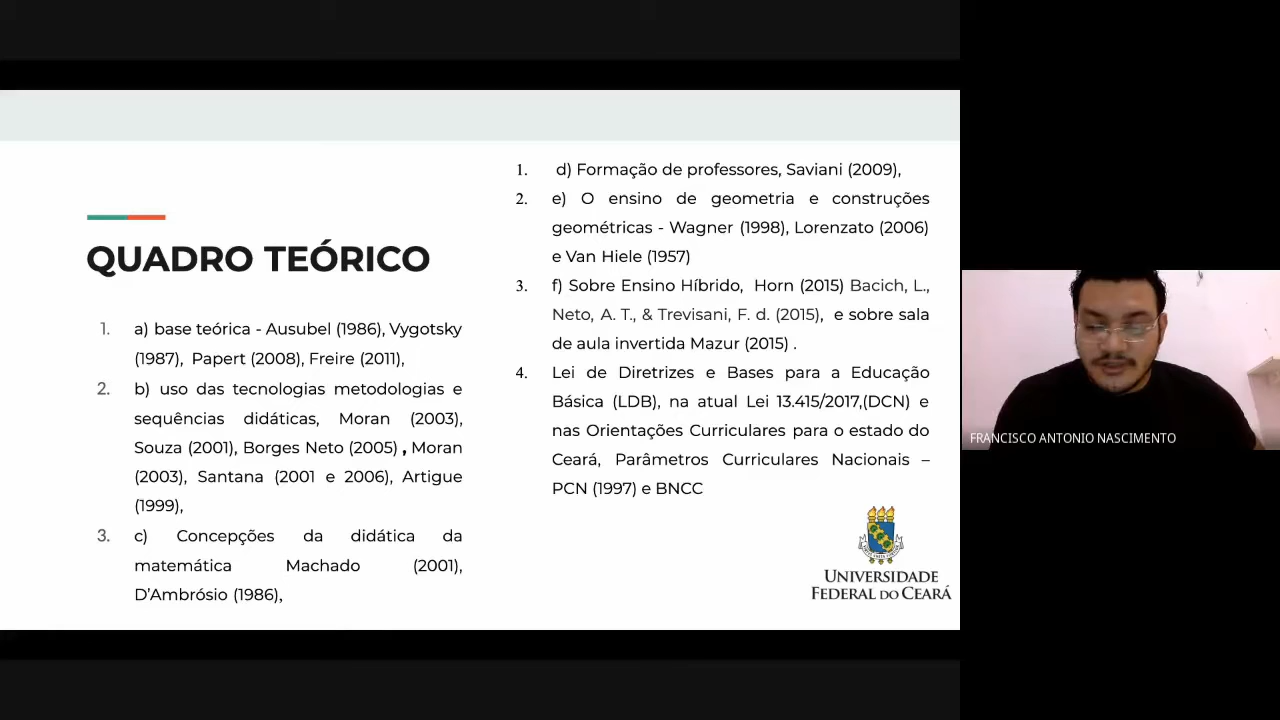 QUADRO TEÓRICO
1. a) base teórica - Ausubel (1986), Vygotsky
(1987), Papert (2008), Freire (2011),
2. b) uso das tecnologias metodologias e
sequências didáticas, Moran (2003),
Souza (2001), Borges Neto (2005) , Moran
(2003), Santana (2001 e 2006), Artigue
(1999),
3. c) Concepções da didática da
matemática Machado (2001),
D'Ambrósio (1986),
1. d) Formação de professores, Saviani (2009),
2. e) O ensino de geometria e construções
geométricas - Wagner (1998), Lorenzato (2006)
e Van Hiele (1957)
3. f) Sobre Ensino Híbrido, Horn (2015) Bacich, L.,
Neto, A. T., & Trevisani, F. d. (2015), e sobre sala
de aula invertida Mazur (2015) .
4. Lei de Diretrizes e Bases para a Educação
Básica (LDB), na atual Lei 13.415/2017,(DCN) e
nas Orientações Curriculares para o estado do
Ceará, Parâmetros Curriculares Nacionais –
PCN (1997) e BNCC
UNIVERSIDADE
FEDERAL DO CEARÁ
FRANCISCO ANTONIO NASCIMENTO